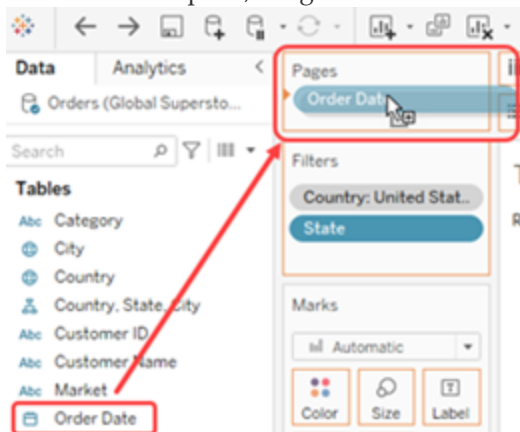 Data
Analytics
Pages
Orders (Global Supersto...
Order Dat
Search
Filters
Tables
Country: United Stat..
Abc Category
State
City
Country
Country, State, City
Marks
Abc Customer ID
Automatic
Abc Customer Name
Abc Market
Order Date
Color
Size
T
Label